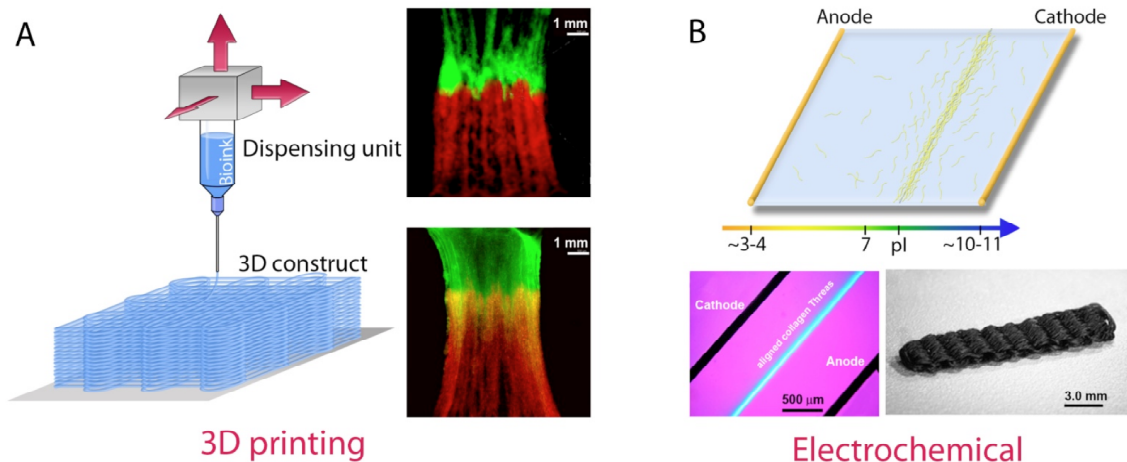 A
Bioink
Dispensing unit
3D construct
1 mm
1 mm
3D printing
B
Anode
Cathode
~3-4
7
pI
~10-11
Cathode
aligned collagen Threas
Anode
500 μm
3.0 mm
Electrochemical